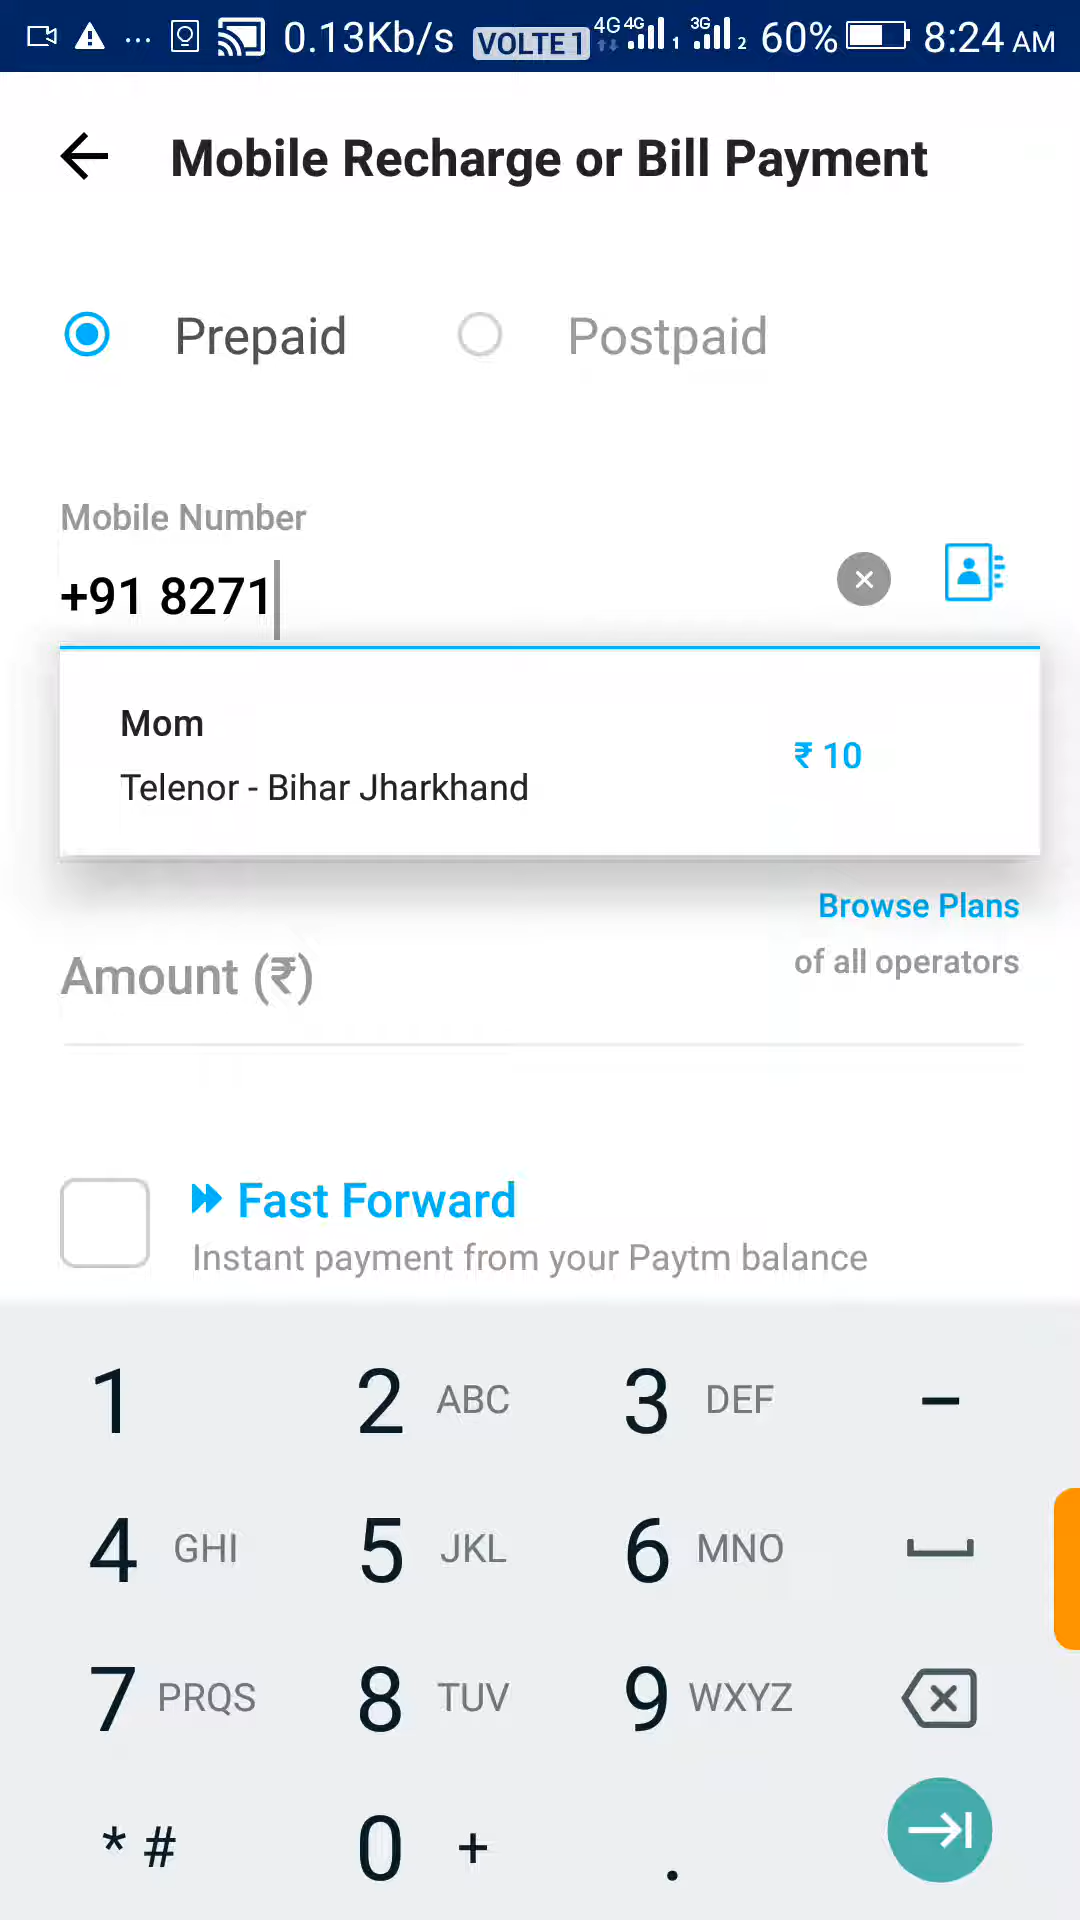 0.13Kb/s VOLTE 1 4G 4G 1 3G 2 60% 8:24 AM
Mobile Recharge or Bill Payment
Prepaid Postpaid
Mobile Number
+91 8271
Mom
₹ 10
Telenor - Bihar Jharkhand
Browse Plans
of all operators
Amount (₹)
Fast Forward
Instant payment from your Paytm balance
1 2 ABC 3 DEF -
4 GHI 5 JKL 6 MNO
7 PRQS 8 TUV 9 WXYZ
* # 0 + .